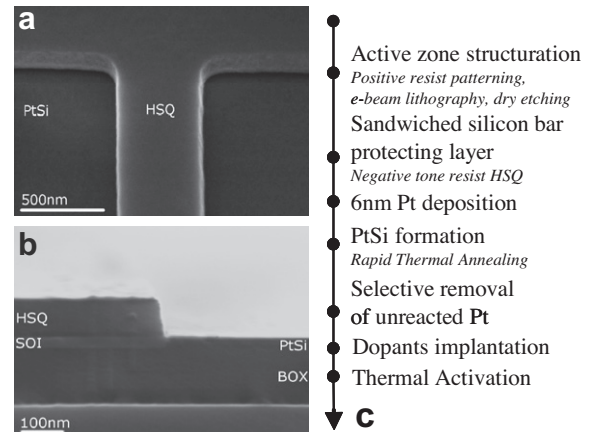 a
PtSi
HSQ
500nm
b
HSQ
SOI
PtSi
BOX
100nm
Active zone structuration
Positive resist patterning,
e-beam lithography, dry etching
Sandwiched silicon bar
protecting layer
Negative tone resist HSQ
6nm Pt deposition
PtSi formation
Rapid Thermal Annealing
Selective removal
of unreacted Pt
Dopants implantation
Thermal Activation
c